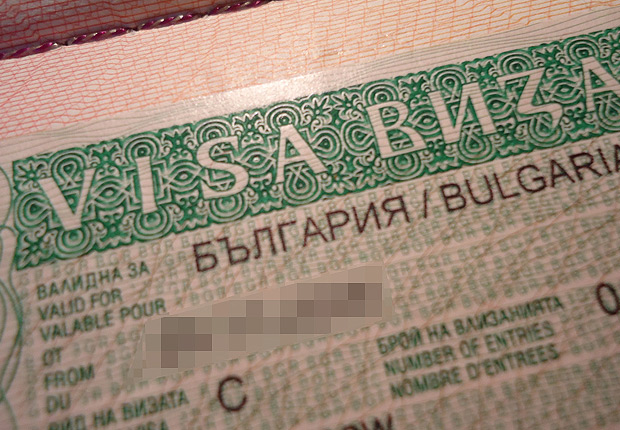 VISA ВИЗА
БЪЛГАРИЯ / BULGARIA
ВАЛИДНА ЗА
VALID FOR
VALABLE POUR
ОТ
FROM
DU
БРОЙ НА ВЛИЗАНИЯТА
NUMBER OF ENTRIES
NOMBRE D'ENTREES
0
ВИД НА ВИЗАТА
C